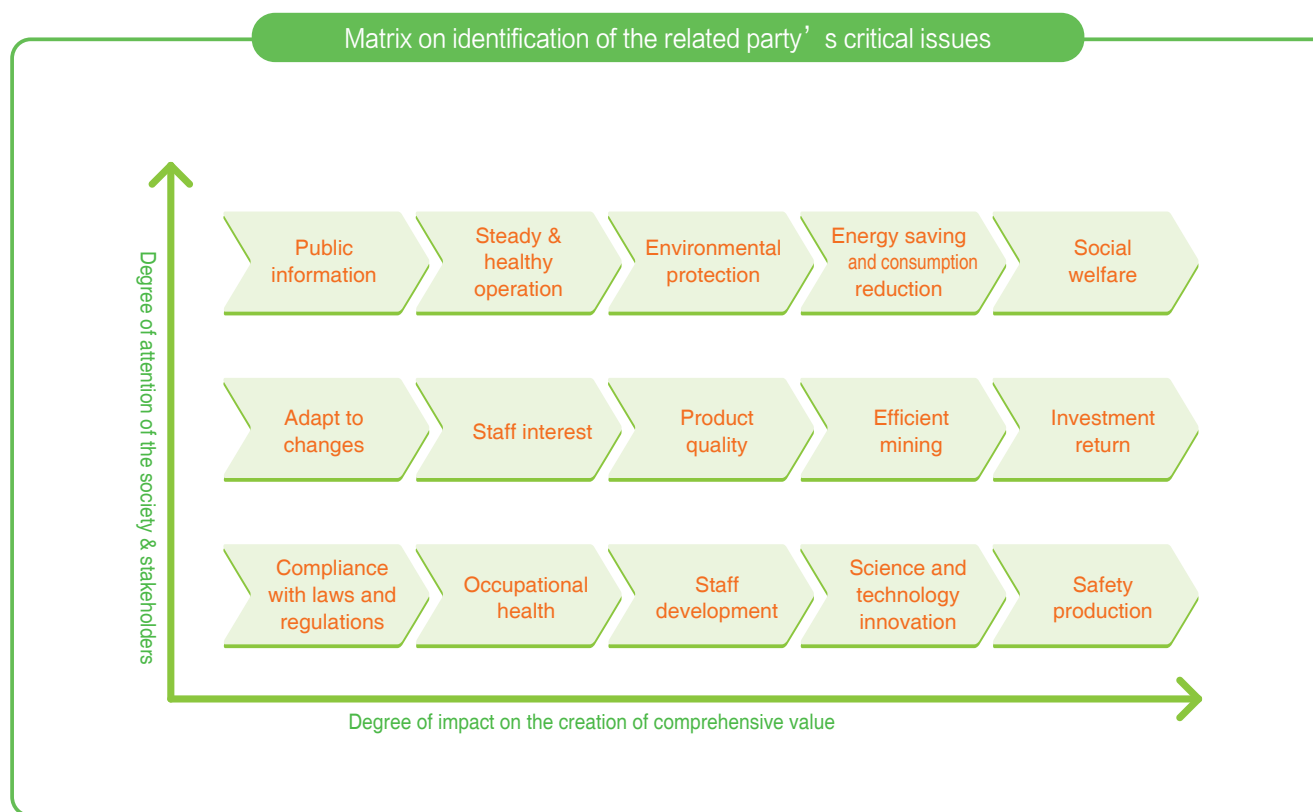 Matrix on identification of the related party’s critical issues
Degree of attention of the society & stakeholders
Public
information
Steady &
healthy
operation
Environmental
protection
Energy saving
and consumption
reduction
Social
welfare
Adapt to
changes
Staff interest
Product
quality
Efficient
mining
Investment
return
Compliance
with laws and
regulations
Occupational
health
Staff
development
Science and
technology
innovation
Safety
production
Degree of impact on the creation of comprehensive value